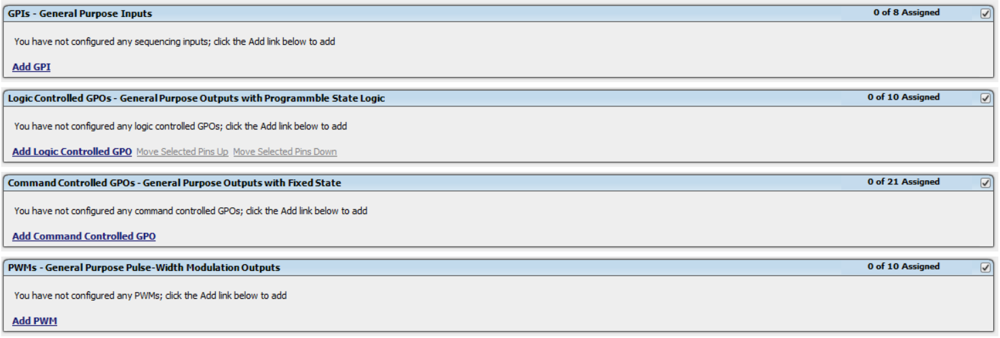 GPIs - General Purpose Inputs 0 of 8 Assigned
You have not configured any sequencing inputs; click the Add link below to add
Add GPI
Logic Controlled GPOs - General Purpose Outputs with Programmble State Logic 0 of 10 Assigned
You have not configured any logic controlled GPOs; click the Add link below to add
Add Logic Controlled GPO Move Selected Pins Up Move Selected Pins Down
Command Controlled GPOs - General Purpose Outputs with Fixed State 0 of 21 Assigned
You have not configured any command controlled GPOs; click the Add link below to add
Add Command Controlled GPO
PWMs - General Purpose Pulse-Width Modulation Outputs 0 of 10 Assigned
You have not configured any PWMs; click the Add link below to add
Add PWM